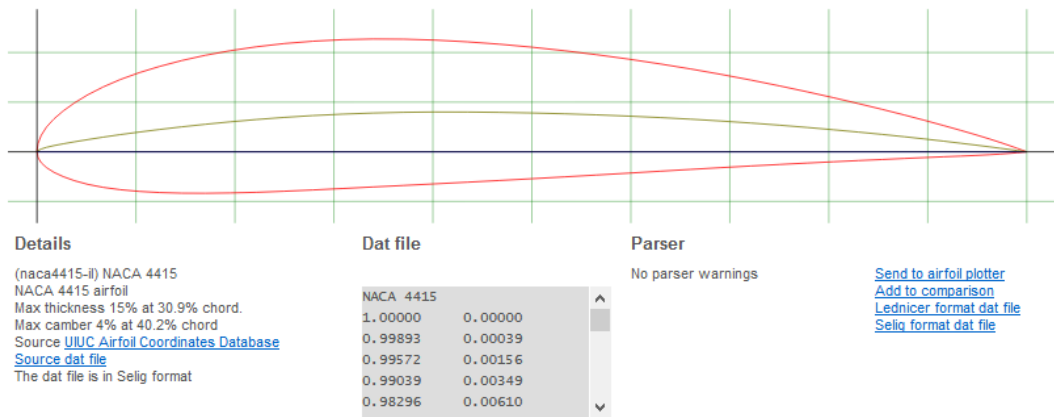 Details
(naca4415-il) NACA 4415
NACA 4415 airfoil
Max thickness 15% at 30.9% chord.
Max camber 4% at 40.2% chord
Source UIUC Airfoil Coordinates Database
Source dat file
The dat file is in Selig format
Dat file
NACA 4415
1.00000 0.00000
0.99893 0.00039
0.99572 0.00156
0.99039 0.00349
0.98296 0.00610
Parser
No parser warnings
Send to airfoil plotter
Add to comparison
Lednicer format dat file
Selig format dat file